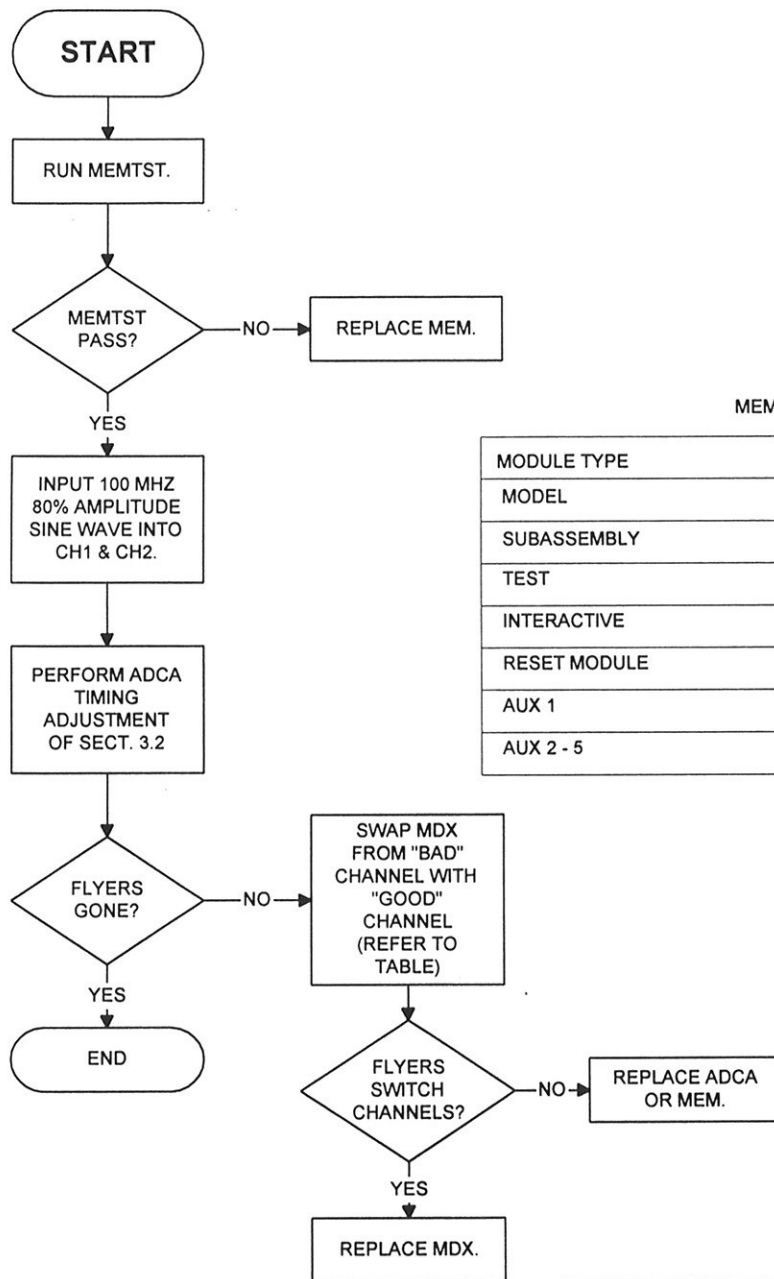 START
RUN MEMTST.
MEMTST
PASS?
NO
REPLACE MEM.
YES
INPUT 100 MHZ
80% AMPLITUDE
SINE WAVE INTO
CH1 & CH2.
PERFORM ADCA
TIMING
ADJUSTMENT
OF SECT. 3.2
FLYERS
GONE?
NO
SWAP MDX
FROM "BAD"
CHANNEL WITH
"GOOD"
CHANNEL
(REFER TO
TABLE)
YES
END
FLYERS
SWITCH
CHANNELS?
NO
REPLACE ADCA
OR MEM.
YES
REPLACE MDX.
MEM
MODULE TYPE
MODEL
SUBASSEMBLY
TEST
INTERACTIVE
RESET MODULE
AUX 1
AUX 2 - 5